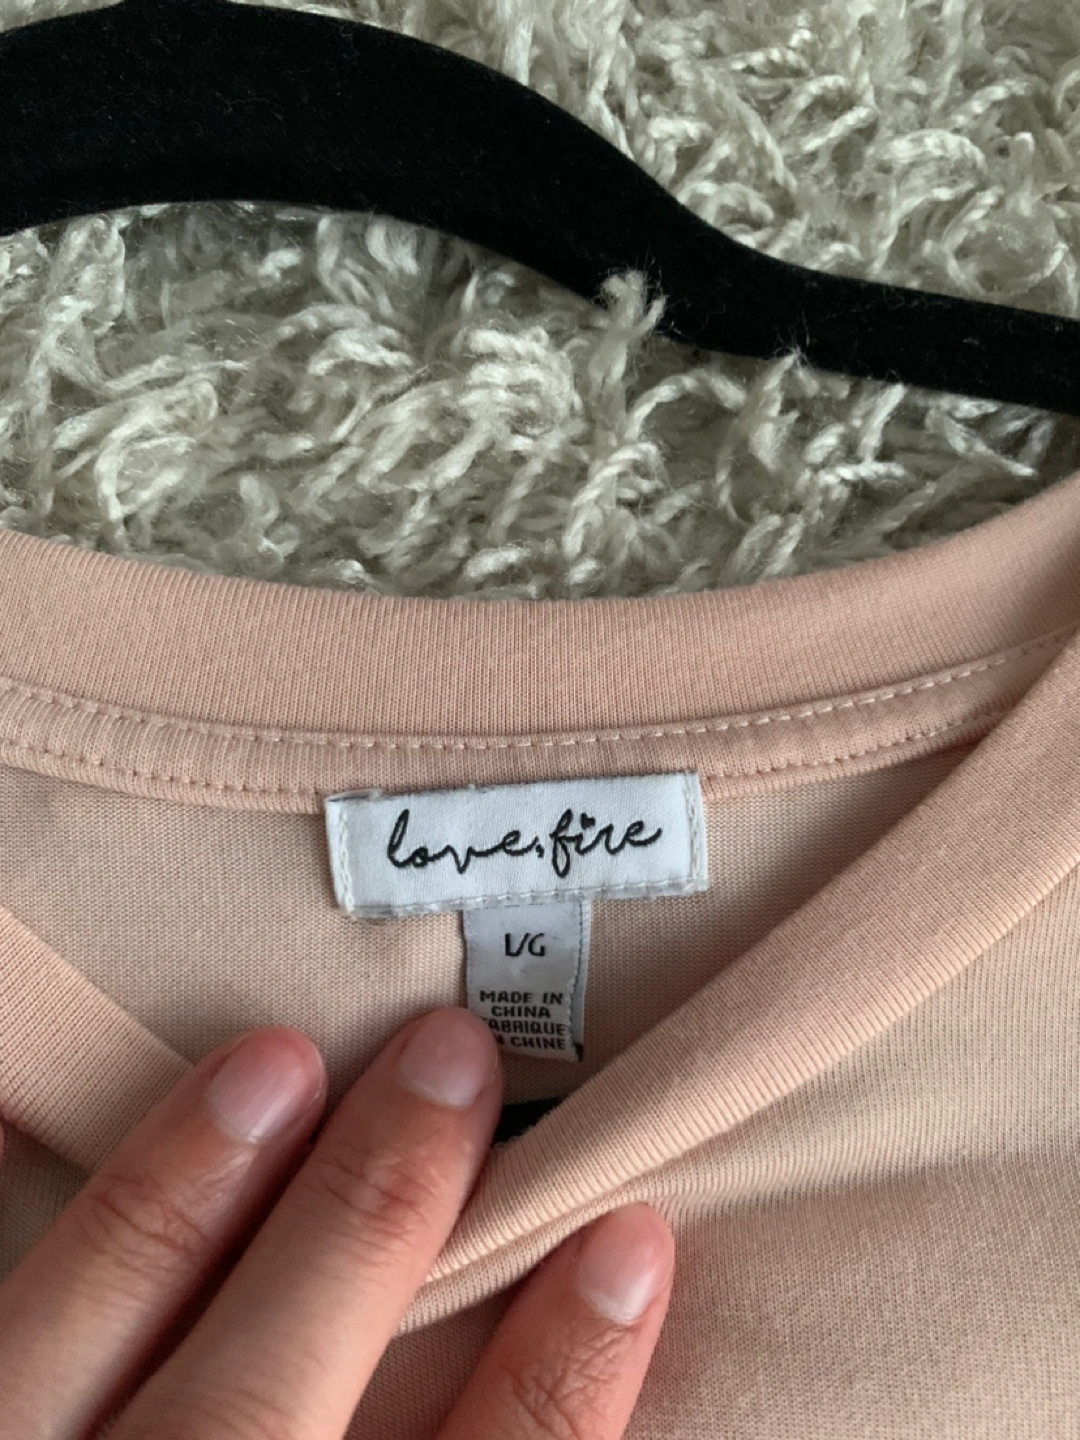 love, fire
L/G
MADE IN
CHINA
FABRIQUE
EN CHINE